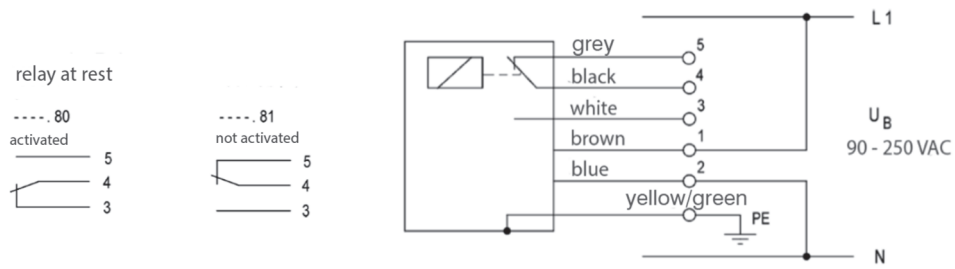 relay at rest
----. 80
activated
5
4
3
----. 81
not activated
5
4
3
grey 5
black 4
white 3
brown 1
blue 2
yellow/green
PE
L1
U B
90 - 250 VAC
N